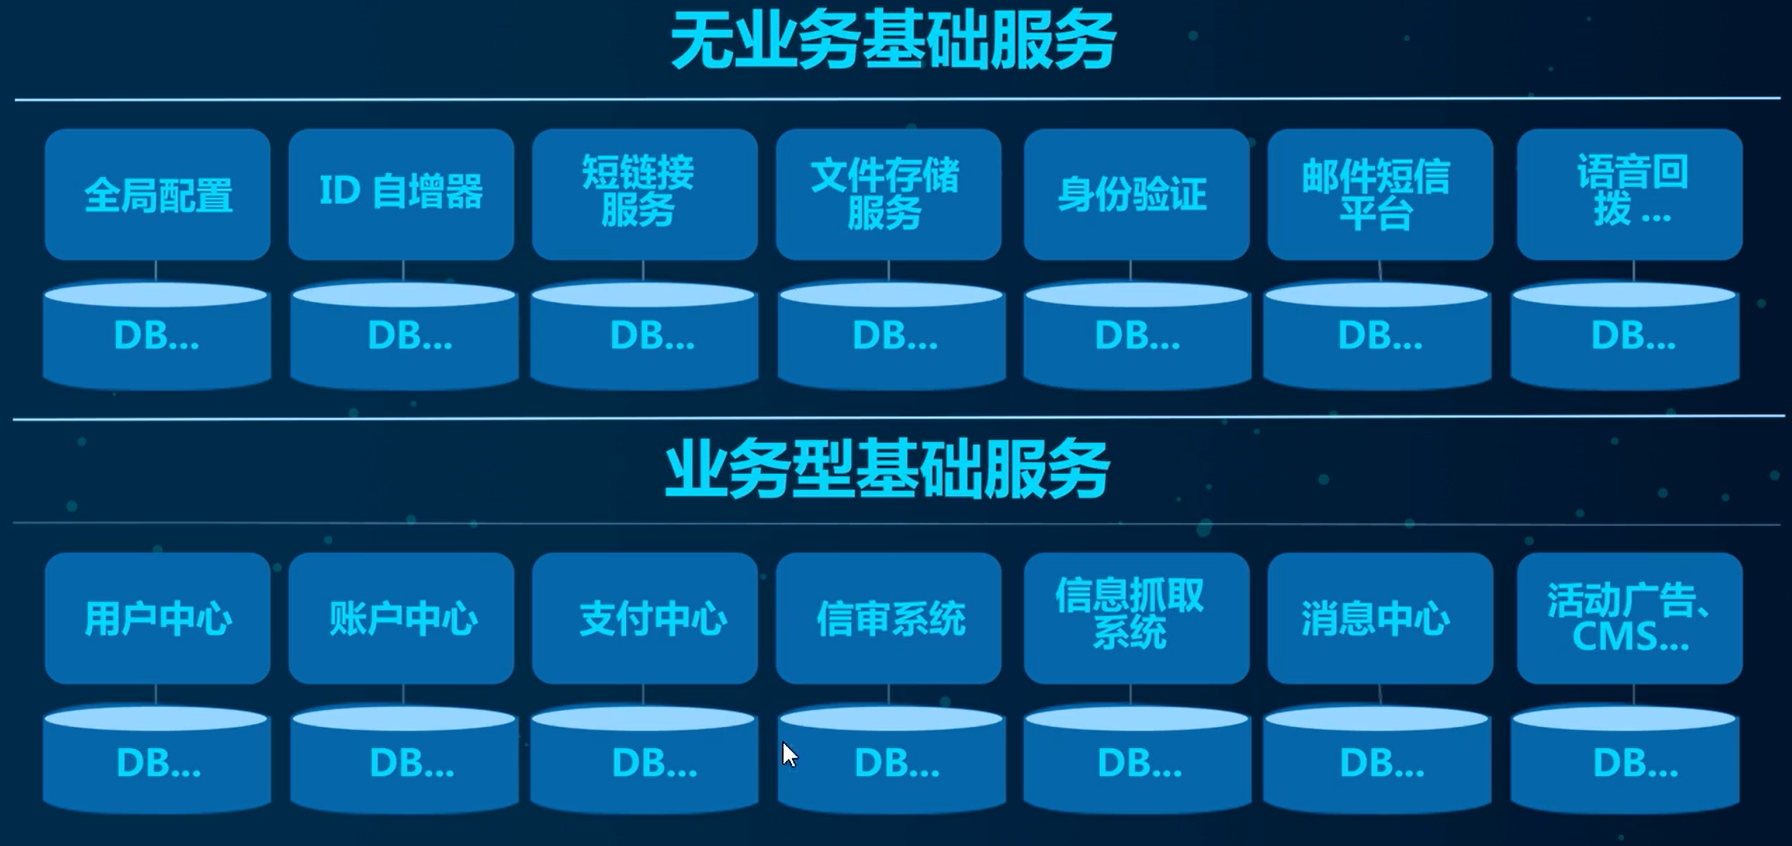 无业务基础服务
全局配置
ID 自增器
短链接
服务
文件存储
服务
身份验证
邮件短信
平台
语音回
拨 ...
DB...
DB...
DB...
DB...
DB...
DB...
DB...
业务型基础服务
用户中心
账户中心
支付中心
信审系统
信息抓取
系统
消息中心
活动广告、
CMS...
DB...
DB...
DB...
DB...
DB...
DB...
DB...